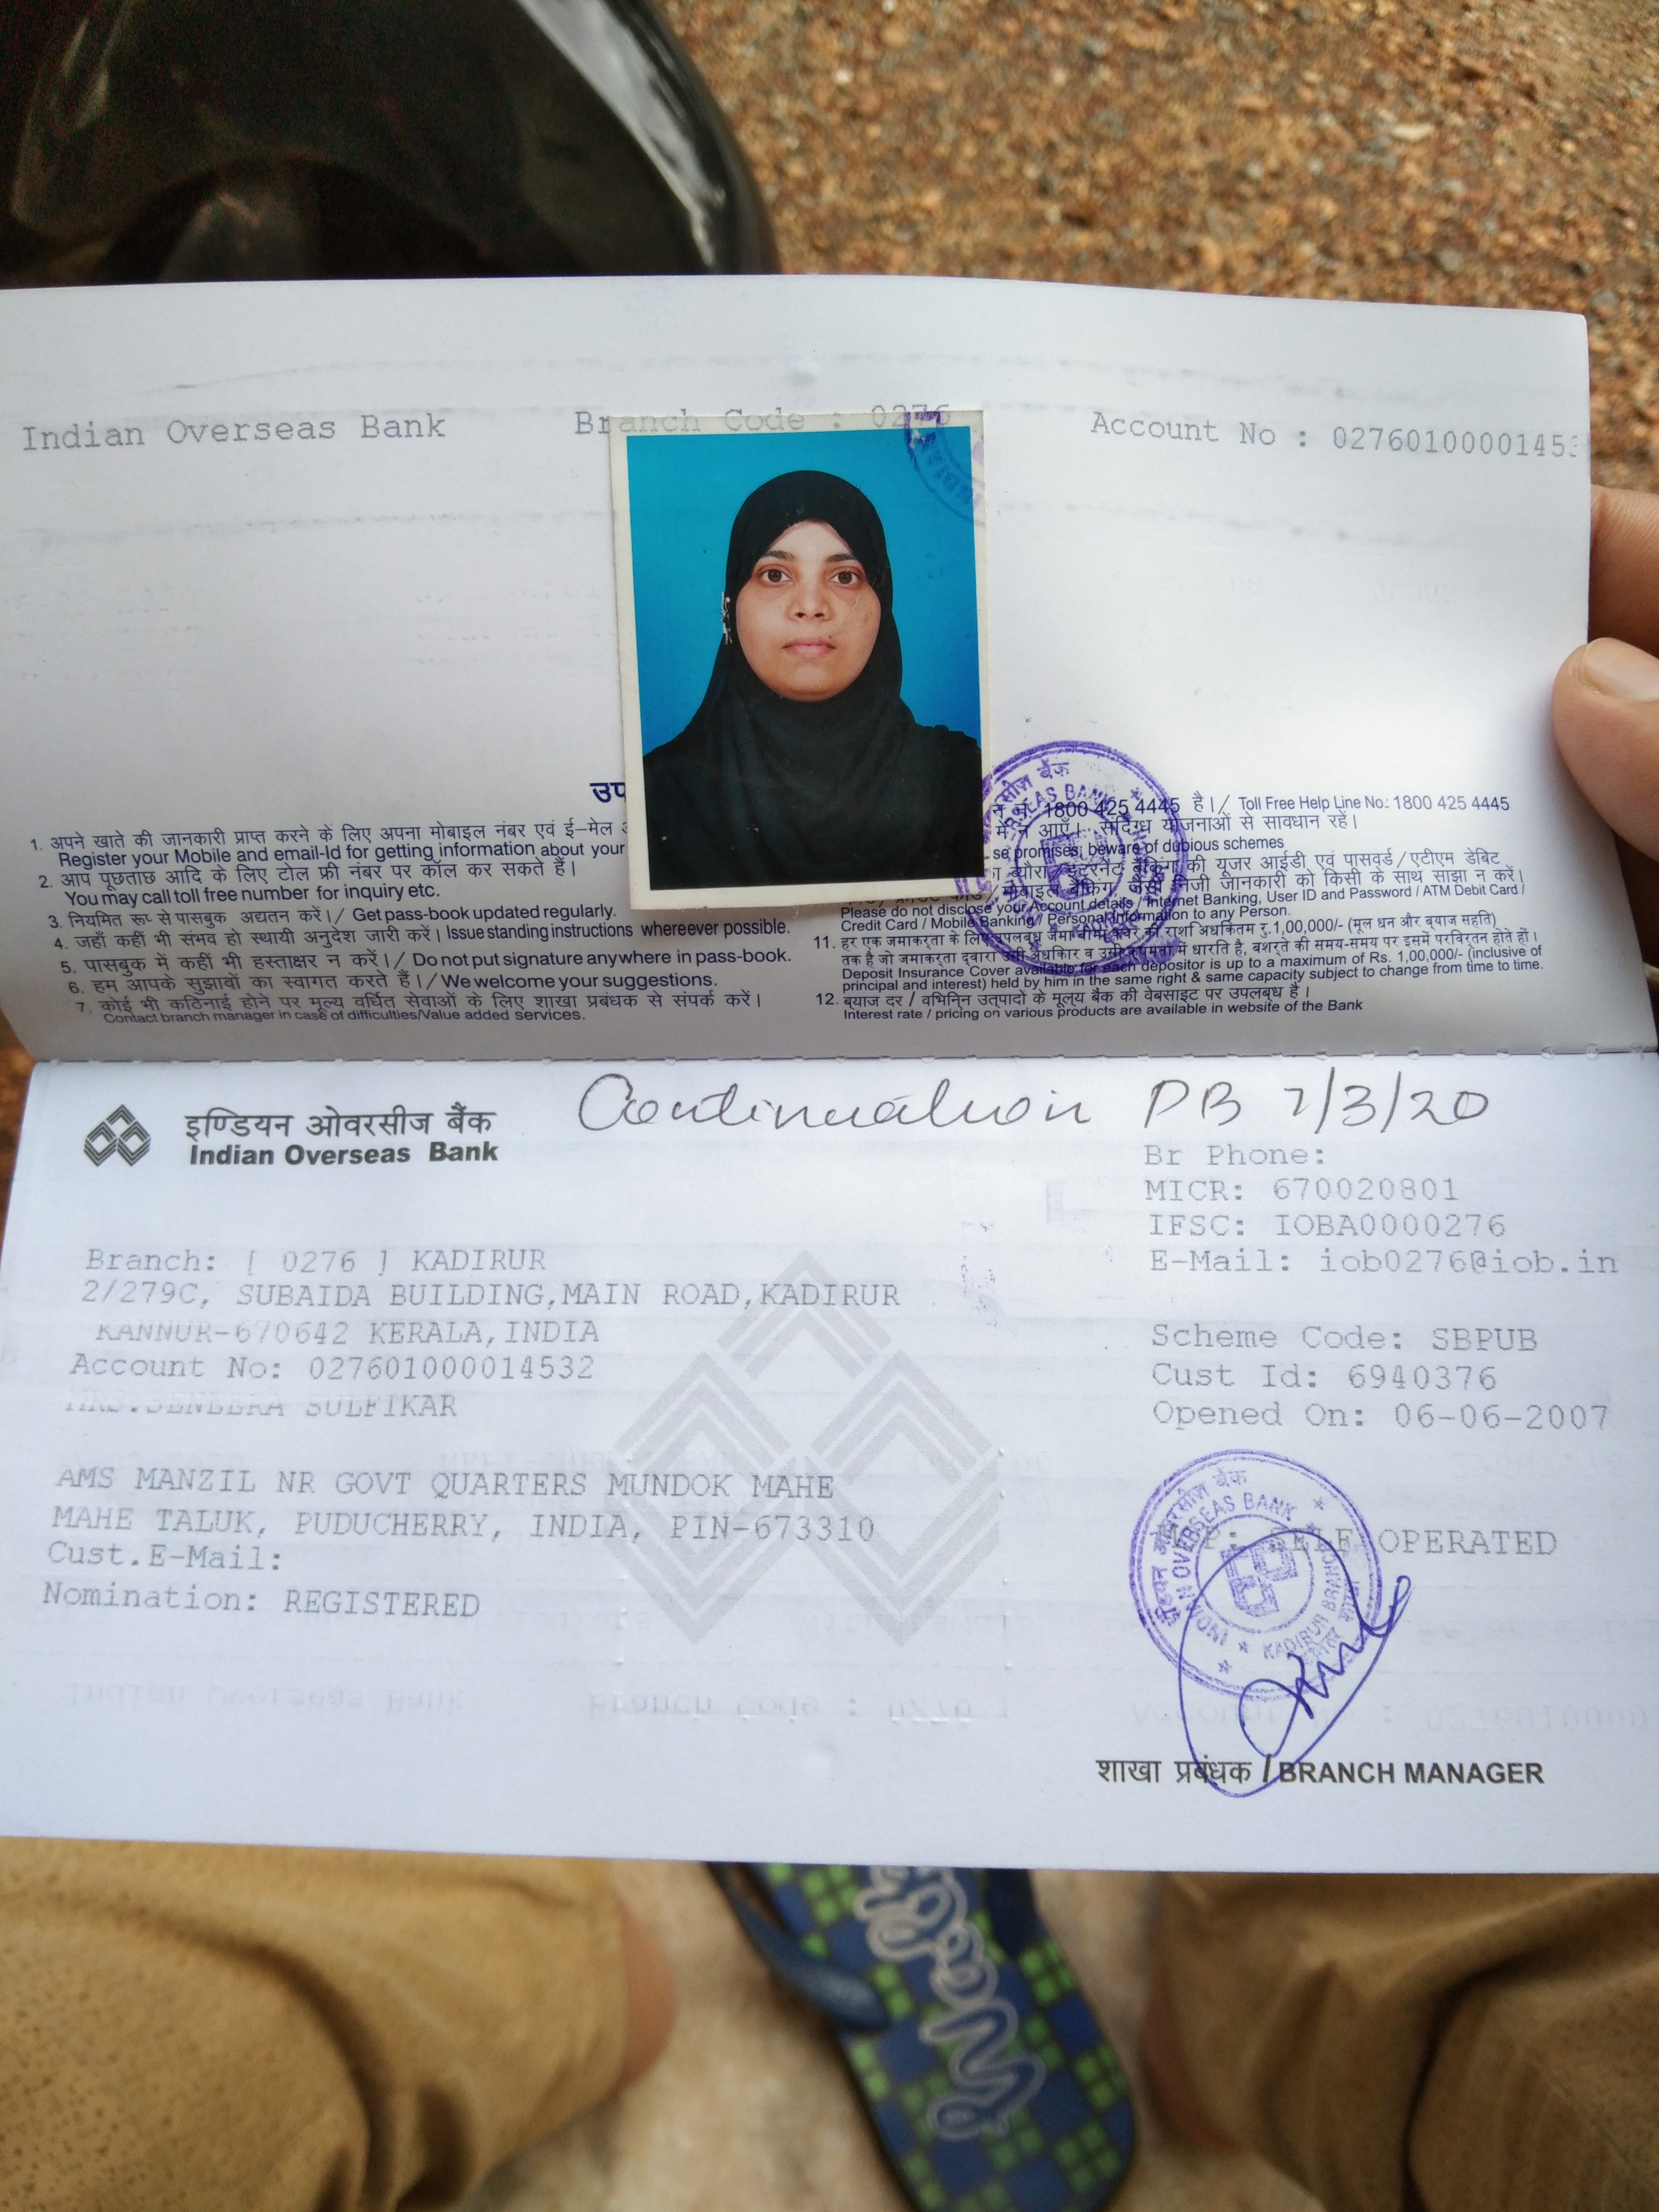 Indian Overseas Bank Branch Code : 0276 Account No : 02760100001453
उप
1. अपने खाते की जानकारी प्राप्त करने के लिए अपना मोबाइल नंबर एवं ई–मेल
Register your Mobile and email-Id for getting information about your
2. आप पूछताछ आदि के लिए टोल फ्री नंबर पर कॉल कर सकते हैं।
You may call toll free number for inquiry etc.
3. नियमित रूप से पासबुक अद्यतन करें।/ Get pass-book updated regularly.
4. जहाँ कहीं भी संभव हो स्थायी अनुदेश जारी करें।Issue standing instructions whereever possible.
5. पासबुक में कहीं भी हस्ताक्षर न करें।/ Do not put signature anywhere in pass-book.
6. हम आपके सुझावों का स्वागत करते हैं।/ We welcome your suggestions.
7. कोई भी कठिनाई होने पर मूल्य वर्धित सेवाओं के लिए शाखा प्रबंधक से संपर्क करें।
Contact branch manager in case of difficulties/Value added services.
1800 425 4445 है।/ Toll Free Help Line No.: 1800 425 4445
में न आएँ। संदिग्ध योजनाओं से सावधान रहें।
se promises, beware of dubious schemes
ब्यौरा इंटरनेट बैंकिंग की यूजर आईडी एवं पासवर्ड / एटीएम डेबिट
मोबाइल बैंकिंग जैसी निजी जानकारी को किसी के साथ साझा न करें।
Please do not disclose your Account details / Internet Banking, User ID and Password / ATM Debit Card /
Credit Card / Mobile Banking / Personal Information to any Person.
11. हर एक जमाकर्ता के लिए उपलब्ध जमा बीमा कवर की राशि अधिकतम रु.1,00,000/- (मूल धन और ब्याज सहित)
तक है जो जमाकर्ता द्वारा उसी अधिकार व उसी क्षमता में धारित है, बशर्ते की समय-समय पर इसमें परिवर्तन होते हों।
Deposit Insurance Cover available for each depositor is up to a maximum of Rs. 1,00,000/- (inclusive of
principal and interest) held by him in the same right & same capacity subject to change from time to time.
12. ब्याज दर / विभिन्न उत्पादों के मूल्य बैंक की वेबसाइट पर उपलब्ध है।
Interest rate / pricing on various products are available in website of the Bank
Continuation PB 7/3/20
इण्डियन ओवरसीज़ बैंक
Indian Overseas Bank
Br Phone:
MICR: 670020801
IFSC: IOBA0000276
E-Mail: iob0276@iob.in
Branch: [ 0276 ] KADIRUR
2/279C, SUBAIDA BUILDING,MAIN ROAD,KADIRUR
KANNUR-670642 KERALA,INDIA
Account No: 027601000014532
SULFIKAR
Scheme Code: SBPUB
Cust Id: 6940376
Opened On: 06-06-2007
AMS MANZIL NR GOVT QUARTERS MUNDOK MAHE
MAHE TALUK, PUDUCHERRY, INDIA, PIN-673310
Cust.E-Mail:
Nomination: REGISTERED
SELF OPERATED
इण्डियन ओवरसीज़ बैंक
INDIAN OVERSEAS BANK
KADIRUR BRANCH
शाखा प्रबंधक / BRANCH MANAGER